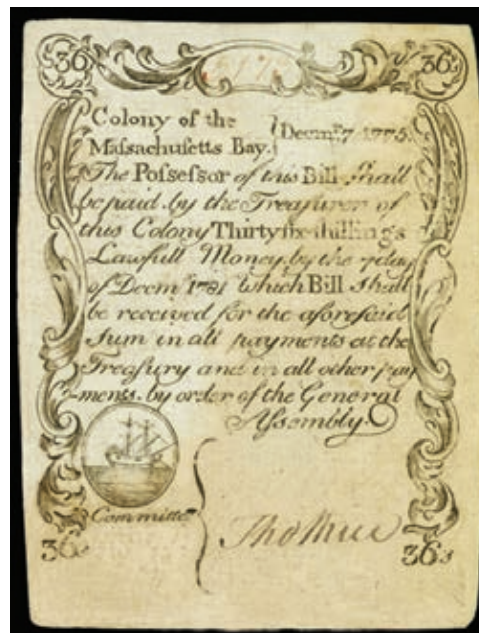 36s 36s
Colony of the
Massachusetts Bay. } Decmr. 7 1775.
The Possessor of this Bill shall
be paid by the Treasurer of
this Colony Thirty six shillings
Lawfull Money, by the 7 day
of Decmr 1781 which Bill shall
be received for the aforesaid
Sum in all payments at the
Treasury and in all other pay
-ments. by order of the General
Assembly.
Committee
36s 36s